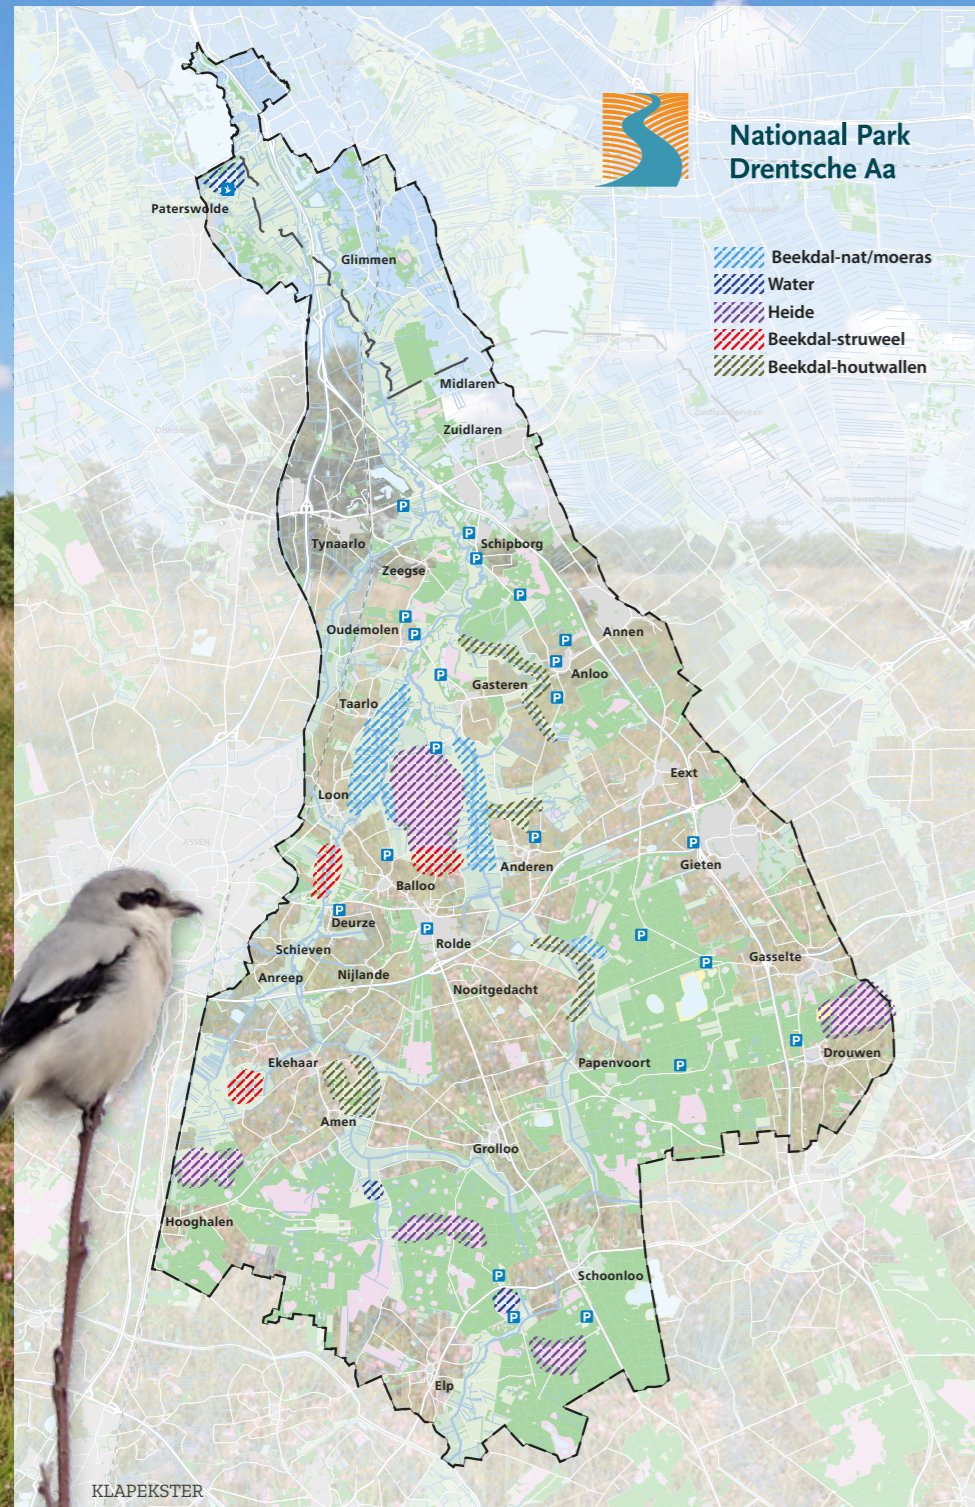 Nationaal Park
Drentsche Aa
Beekdal-nat/moeras
Water
Heide
Beekdal-struweel
Beekdal-houtwallen
Paterswolde
Glimmen
Midlaren
Zuidlaren
Tynaarlo
Schipborg
Zeegse
P
P
P
P
P
Oudemolen
P
Annen
P
P
Anloo
P
Gasteren
P
Taarlo
P
Eext
Loon
P
P
Gieten
P
Anderen
Balloo
ASSEN
P
Deurze
P
Rolde
P
Schieven
Gasselte
P
Anreep
Nijlande
Nooitgedacht
P
Drouwen
Ekehaar
Papenvoort
P
Amen
Grolloo
Hooghalen
Schoonloo
P
P
P
Elp
KLAPEKSTER